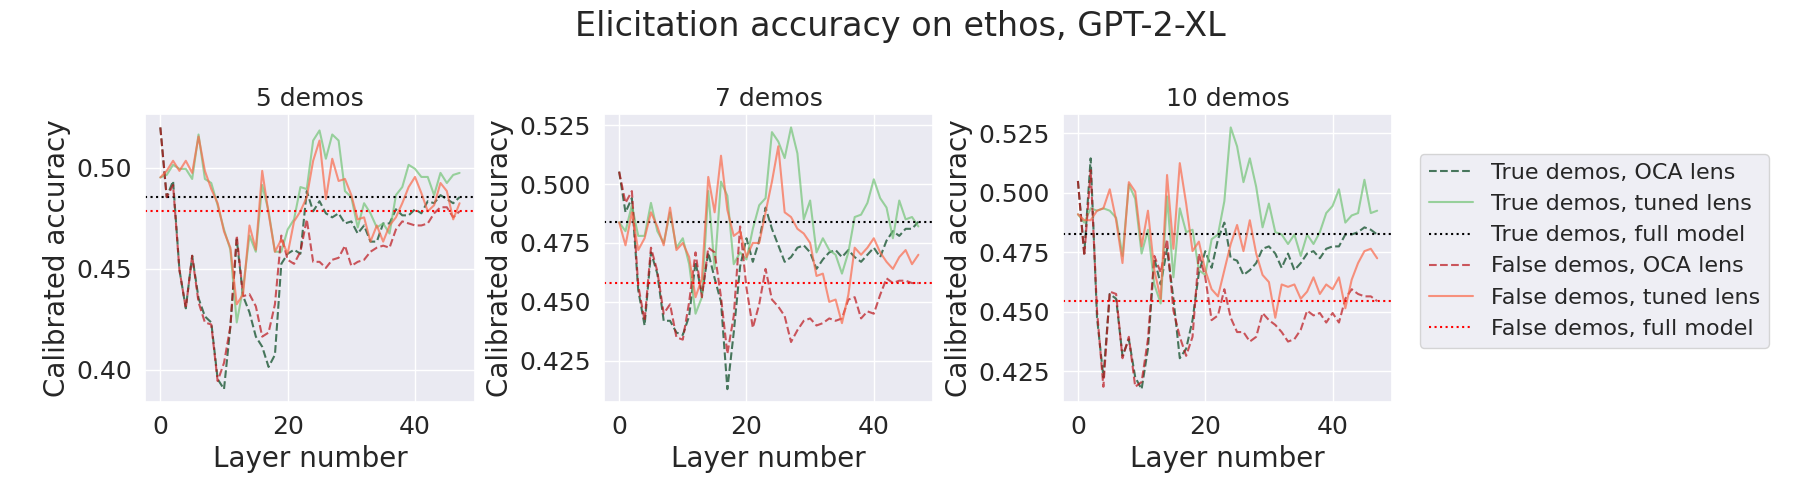 Elicitation accuracy on ethos, GPT-2-XL
5 demos
Calibrated accuracy
0.50
0.45
0.40
0
20
40
Layer number
7 demos
Calibrated accuracy
0.525
0.500
0.475
0.450
0.425
0
20
40
Layer number
10 demos
Calibrated accuracy
0.525
0.500
0.475
0.450
0.425
0
20
40
Layer number
True demos, OCA lens
True demos, tuned lens
True demos, full model
False demos, OCA lens
False demos, tuned lens
False demos, full model